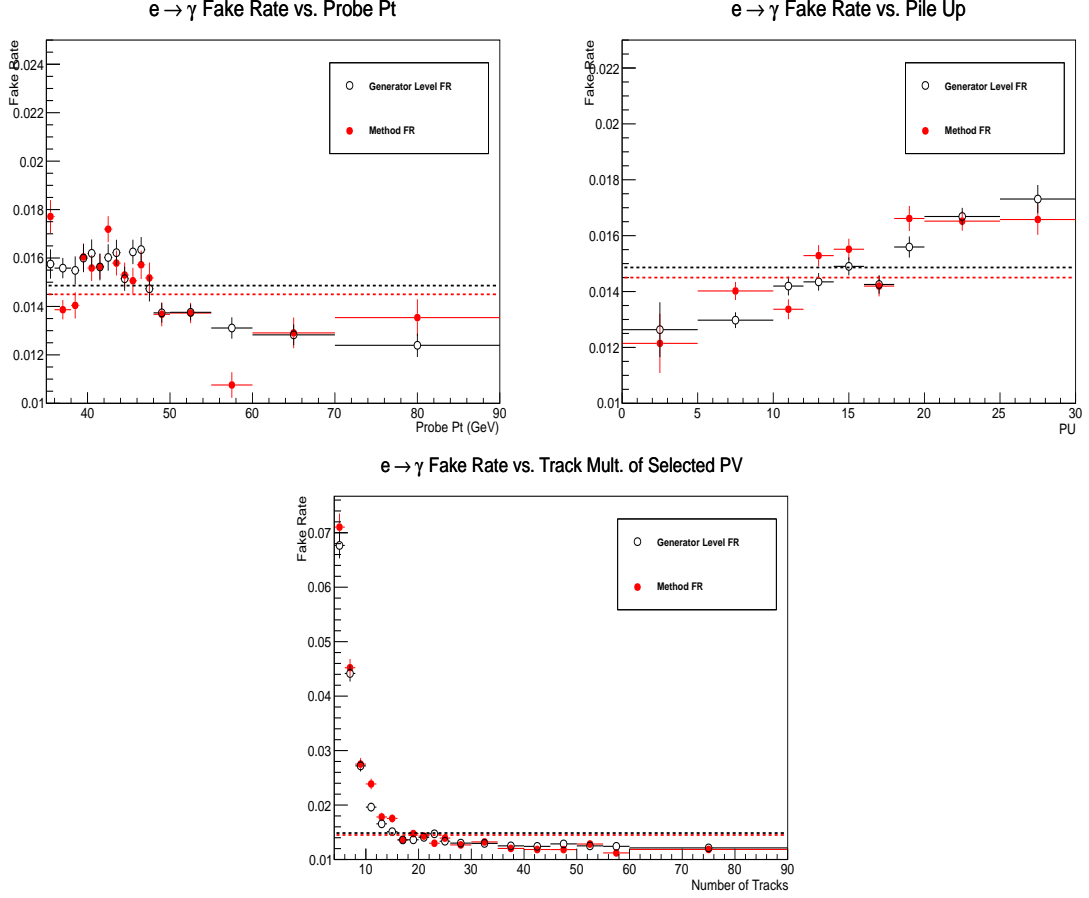 e → γ Fake Rate vs. Probe Pt
Fake Rate
0.024
0.022
0.02
0.018
0.016
0.014
0.012
0.01
Generator Level FR
Method FR
40 50 60 70 80 90
Probe Pt (GeV)
e → γ Fake Rate vs. Pile Up
Fake Rate
0.022
0.02
0.018
0.016
0.014
0.012
0.01
Generator Level FR
Method FR
0 5 10 15 20 25 30
PU
e → γ Fake Rate vs. Track Mult. of Selected PV
Fake Rate
0.07
0.06
0.05
0.04
0.03
0.02
0.01
Generator Level FR
Method FR
10 20 30 40 50 60 70 80 90
Number of Tracks